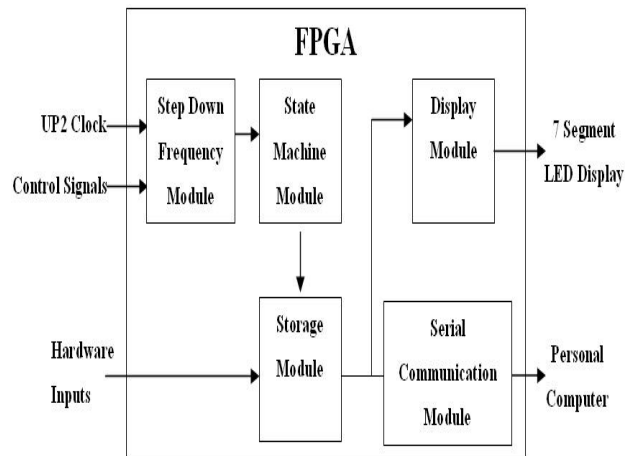 FPGA
UP2 Clock
Control Signals
Step Down
Frequency
Module
State
Machine
Module
Display
Module
7 Segment
LED Display
Hardware
Inputs
Storage
Module
Serial
Communication
Module
Personal
Computer